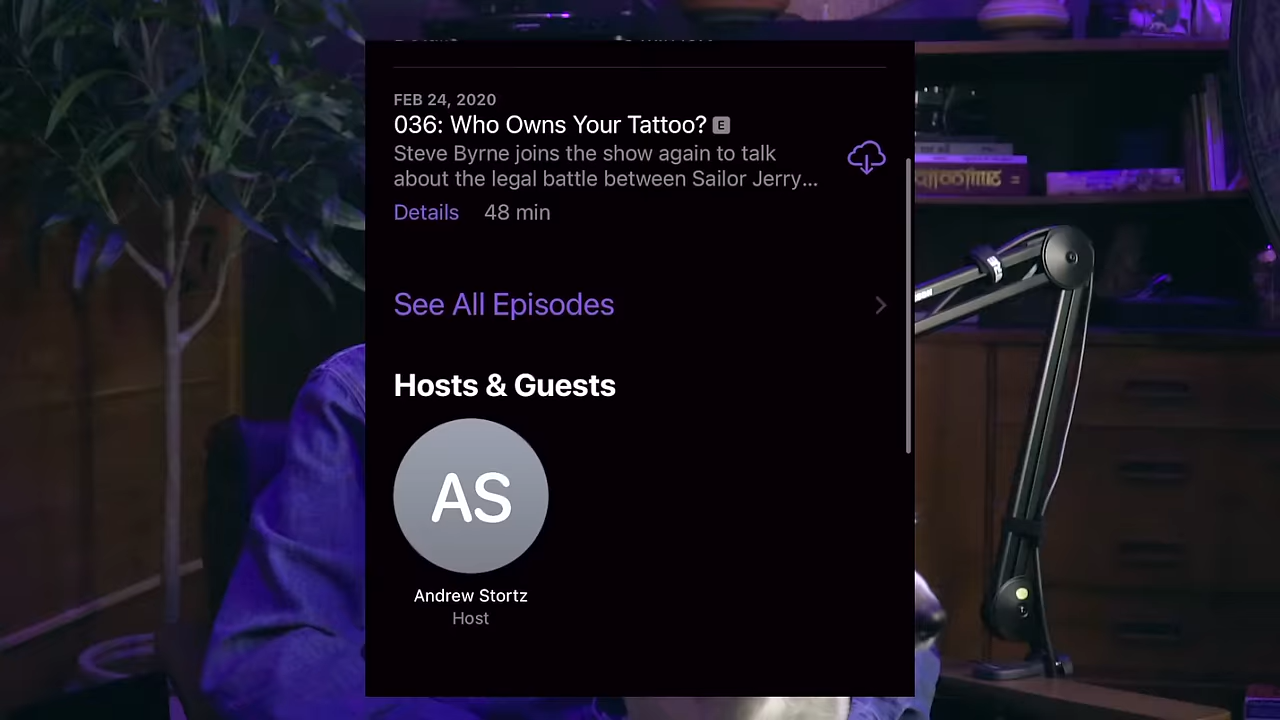 FEB 24, 2020
036: Who Owns Your Tattoo? E
Steve Byrne joins the show again to talk
about the legal battle between Sailor Jerry...
Details 48 min
See All Episodes
Hosts & Guests
AS
Andrew Stortz
Host